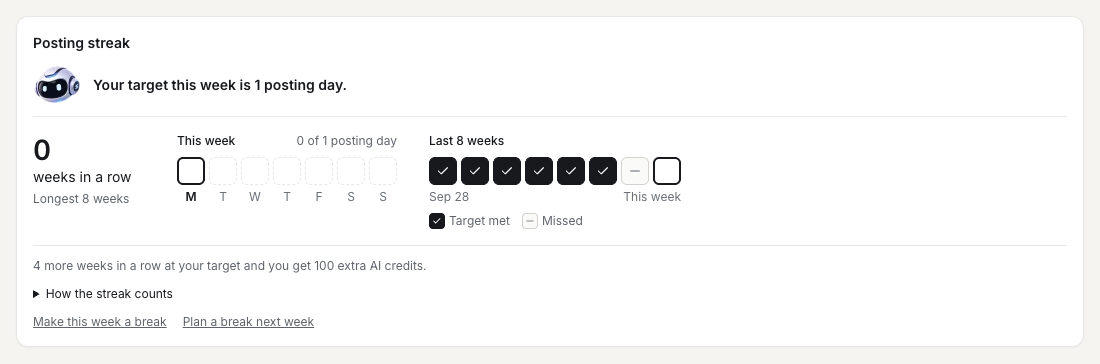 Posting streak
Your target this week is 1 posting day.
0
weeks in a row
Longest 8 weeks
This week
0 of 1 posting day
M T W T F S S
Last 8 weeks
Sep 28
This week
Target met
Missed
4 more weeks in a row at your target and you get 100 extra AI credits.
How the streak counts
Make this week a break
Plan a break next week